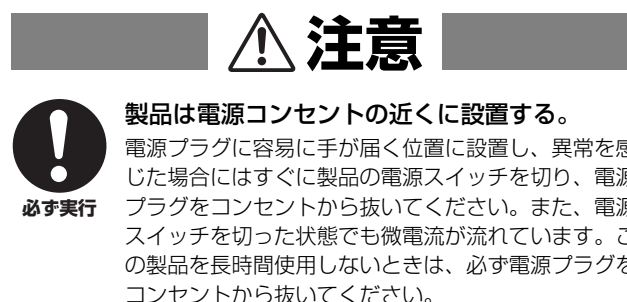 注意
製品は電源コンセントの近くに設置する。
電源プラグに容易に手が届く位置に設置し、異常を感
じた場合にはすぐに製品の電源スイッチを切り、電源
必ず実行
プラグをコンセントから抜いてください。また、電源
スイッチを切った状態でも微電流が流れています。こ
の製品を長時間使用しないときは、必ず電源プラグを
コンセントから抜いてください。